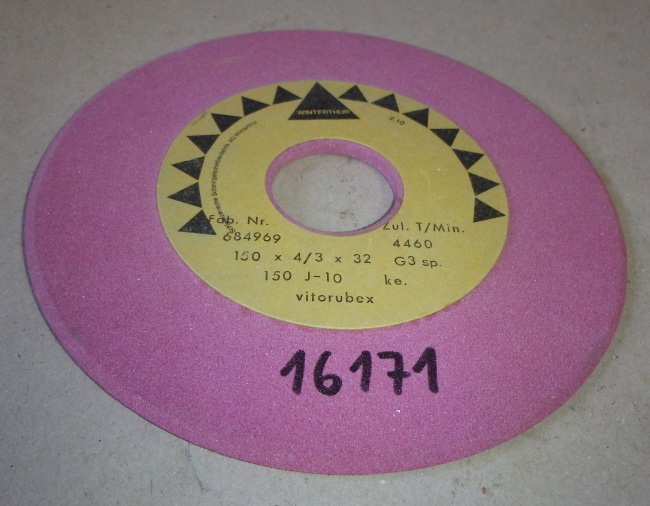 WINTERTHUR
Fab. Nr. Zul. T/Min.
684969 4460
150 x 4/3 x 32 G3 sp.
150 J-10 ke.
vitorubex
16171